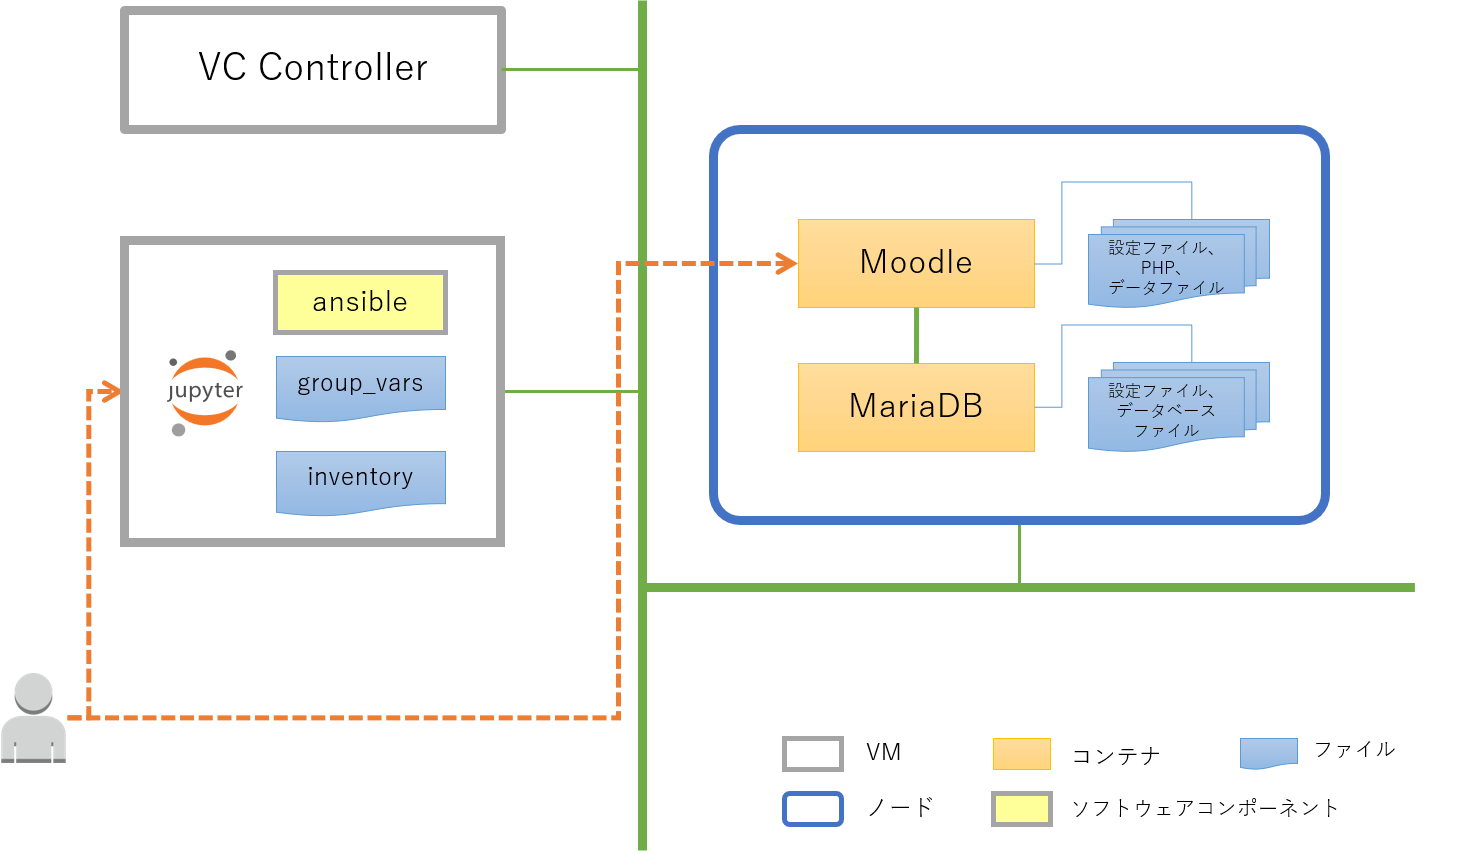 VC Controller
ansible
jupyter
group_vars
inventory
Moodle
設定ファイル、
PHP、
データファイル
MariaDB
設定ファイル、
データベース
ファイル
VM
コンテナ
ファイル
ノード
ソフトウェアコンポーネント